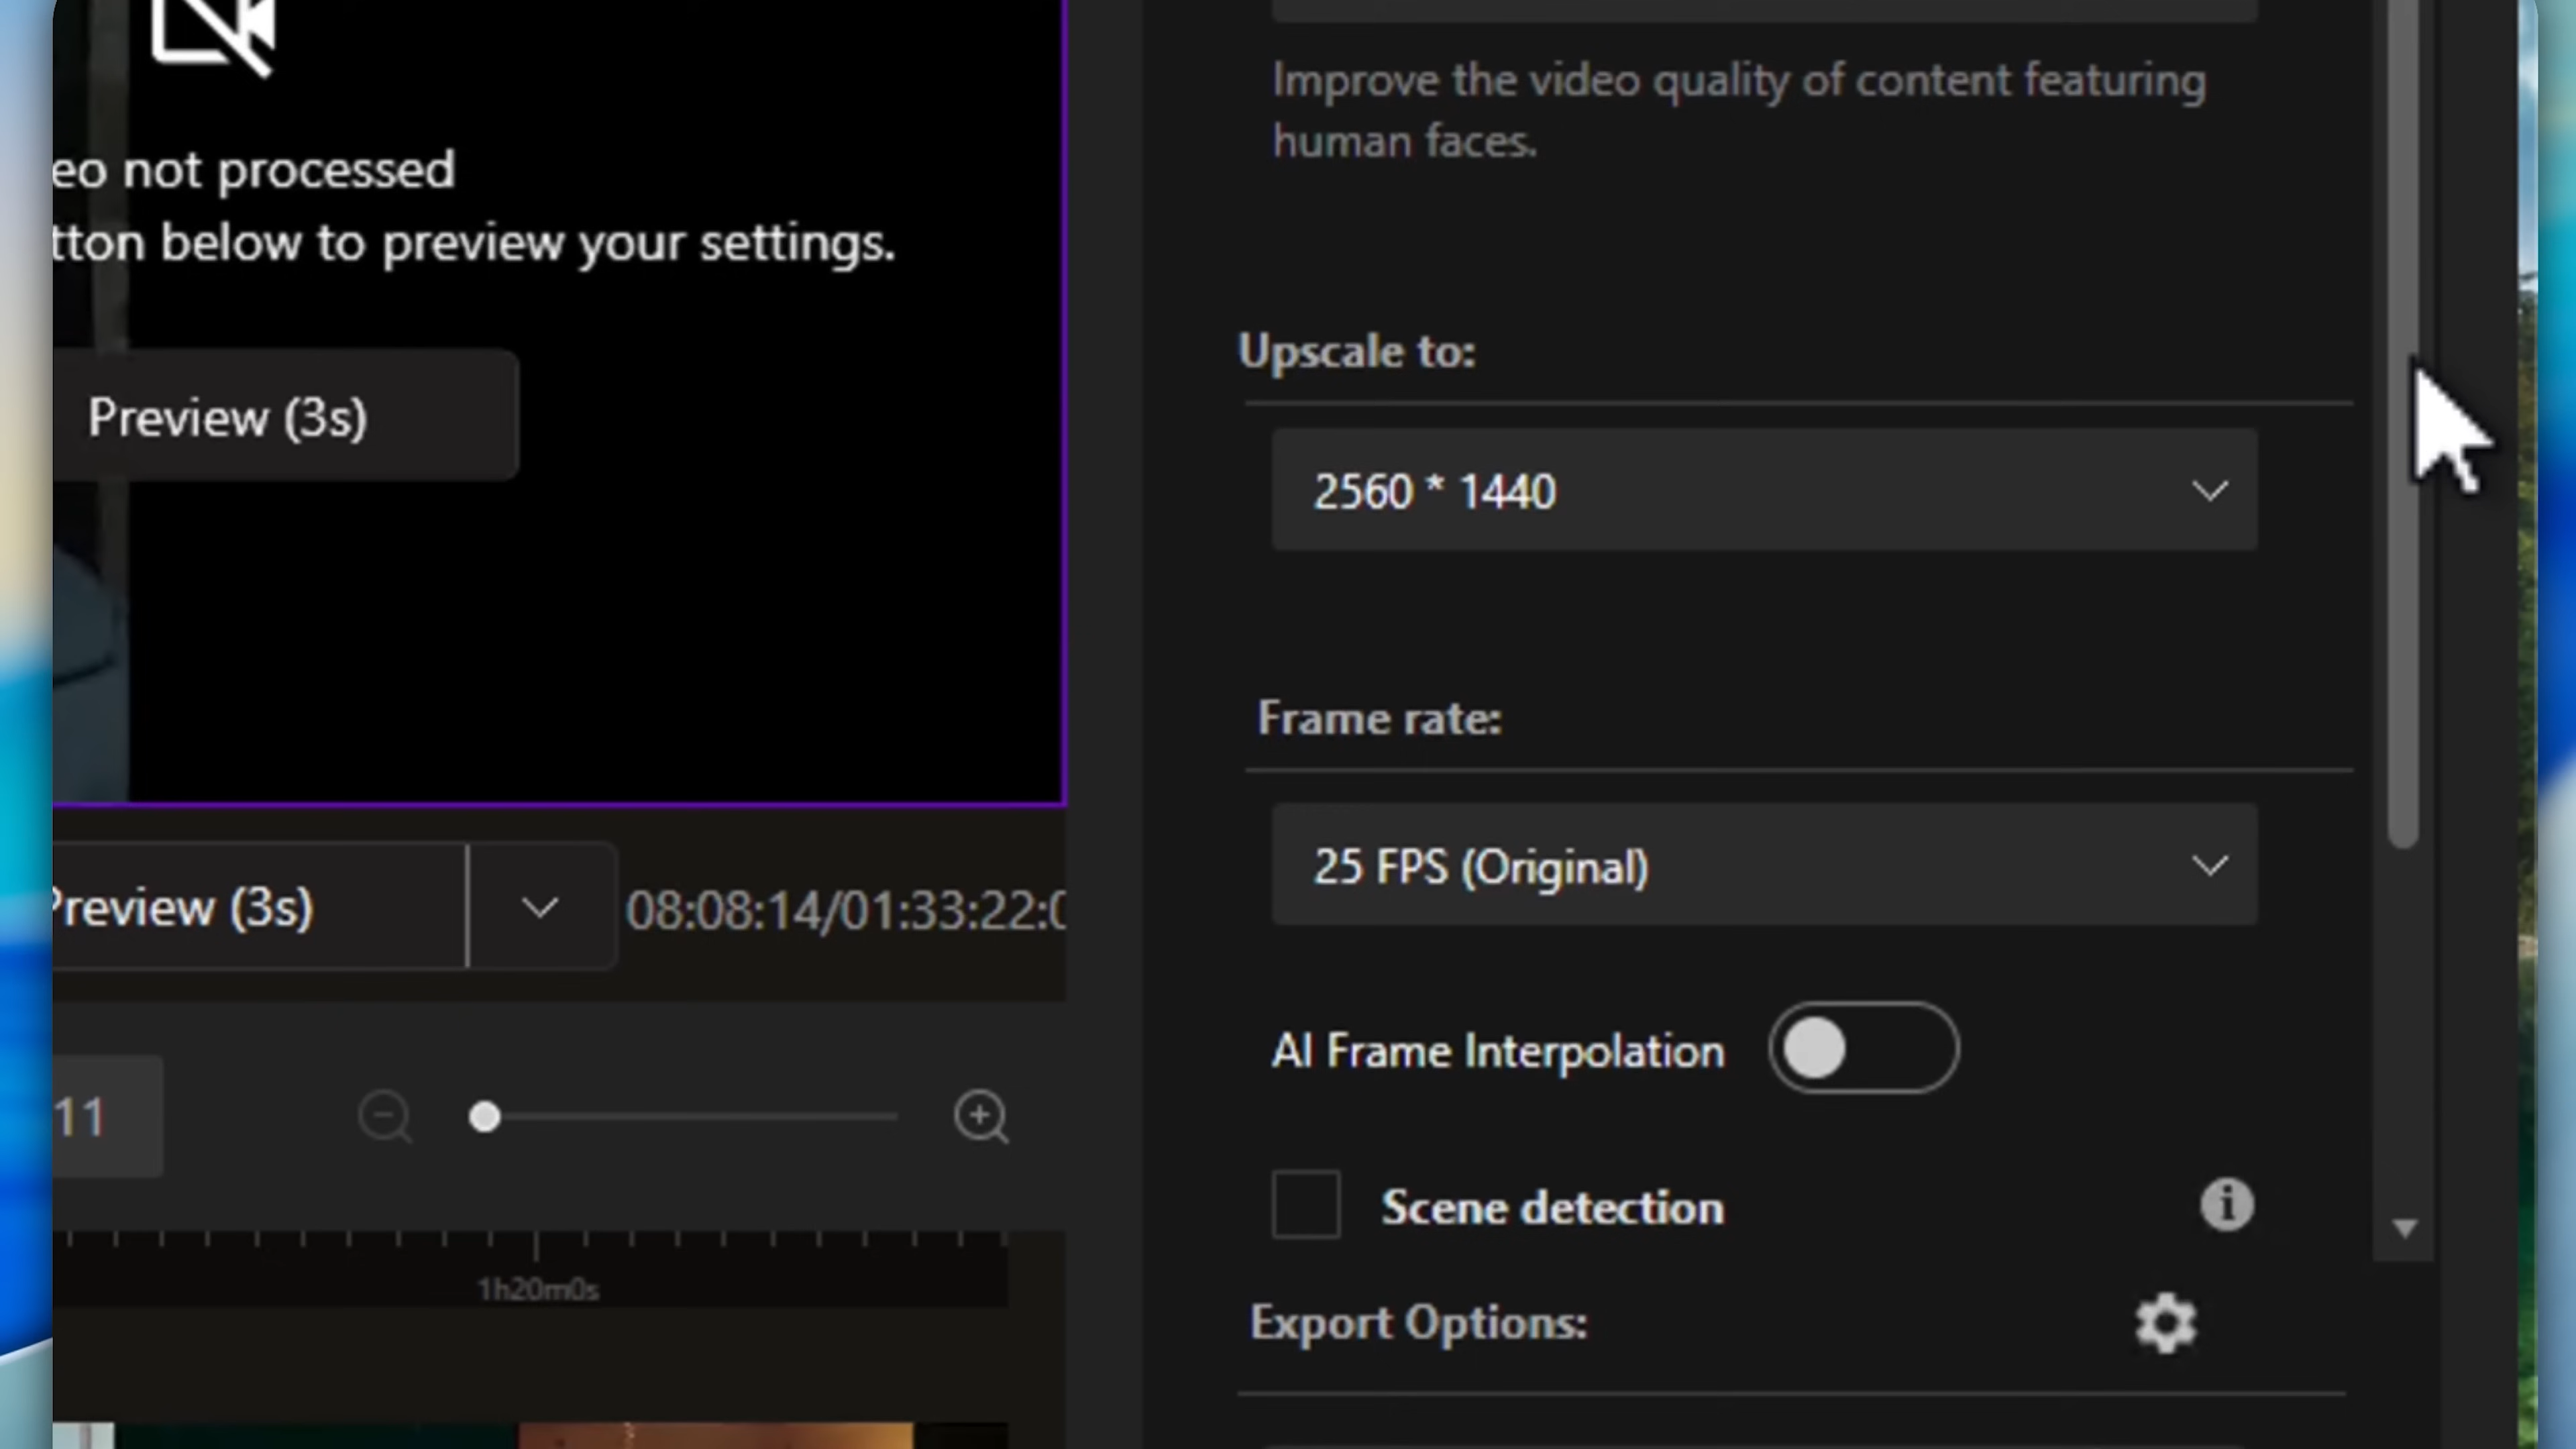 eo not processed
tton below to preview your settings.
Preview (3s)
Preview (3s)
08:08:14/01:33:22:0
11
1h20m0s
Improve the video quality of content featuring
human faces.
Upscale to:
2560 * 1440
Frame rate:
25 FPS (Original)
AI Frame Interpolation
Scene detection
Export Options: